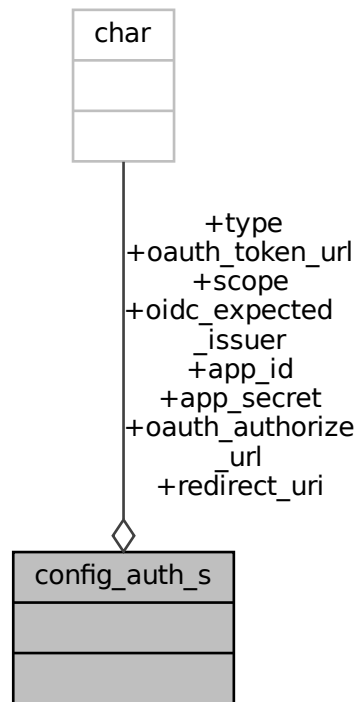 char
+type
+oauth_token_url
+scope
+oidc_expected
_issuer
+app_id
+app_secret
+oauth_authorize
_url
+redirect_uri
config_auth_s